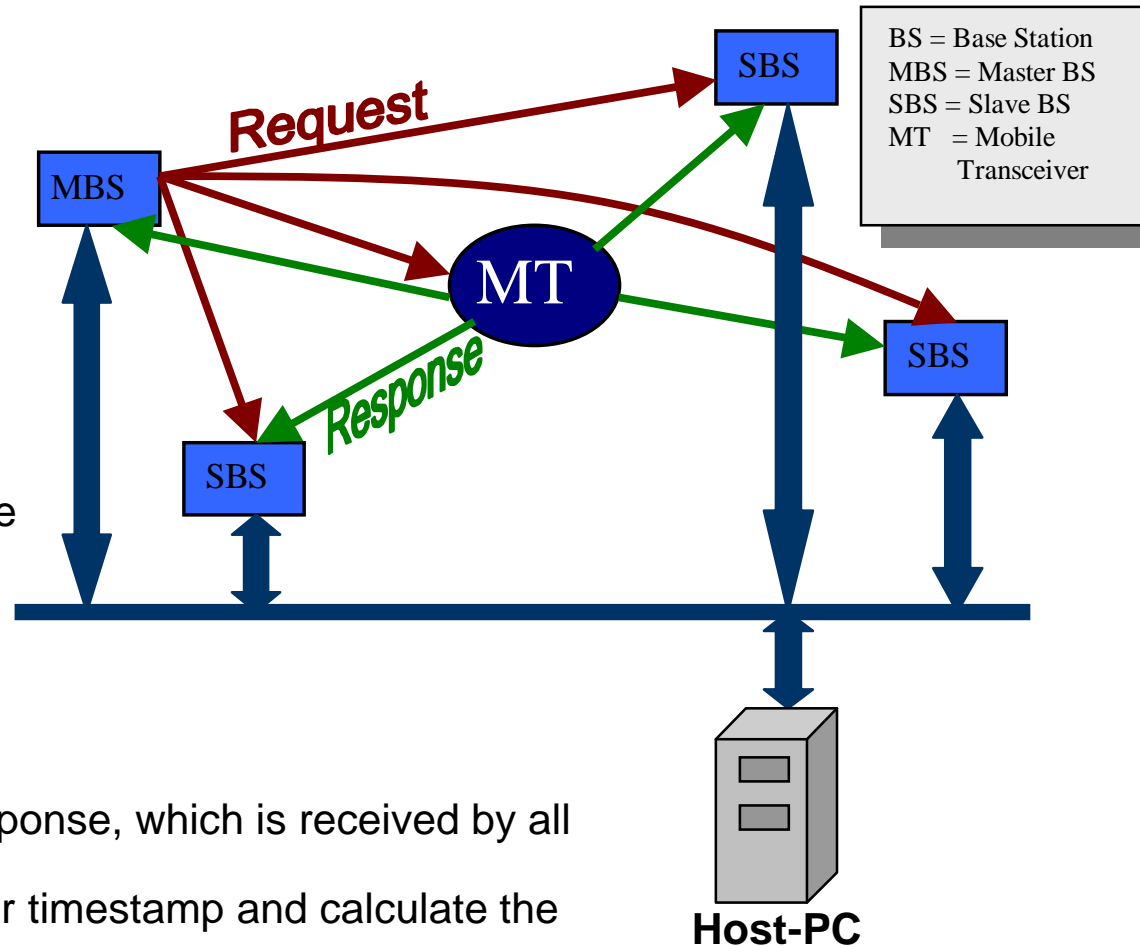 BS = Base Station
MBS = Master BS
SBS = Slave BS
MT = Mobile
Transceiver
SBS
Request
MBS
MT
SBS
Response
SBS
e
ponse, which is received by all
r timestamp and calculate the
Host-PC